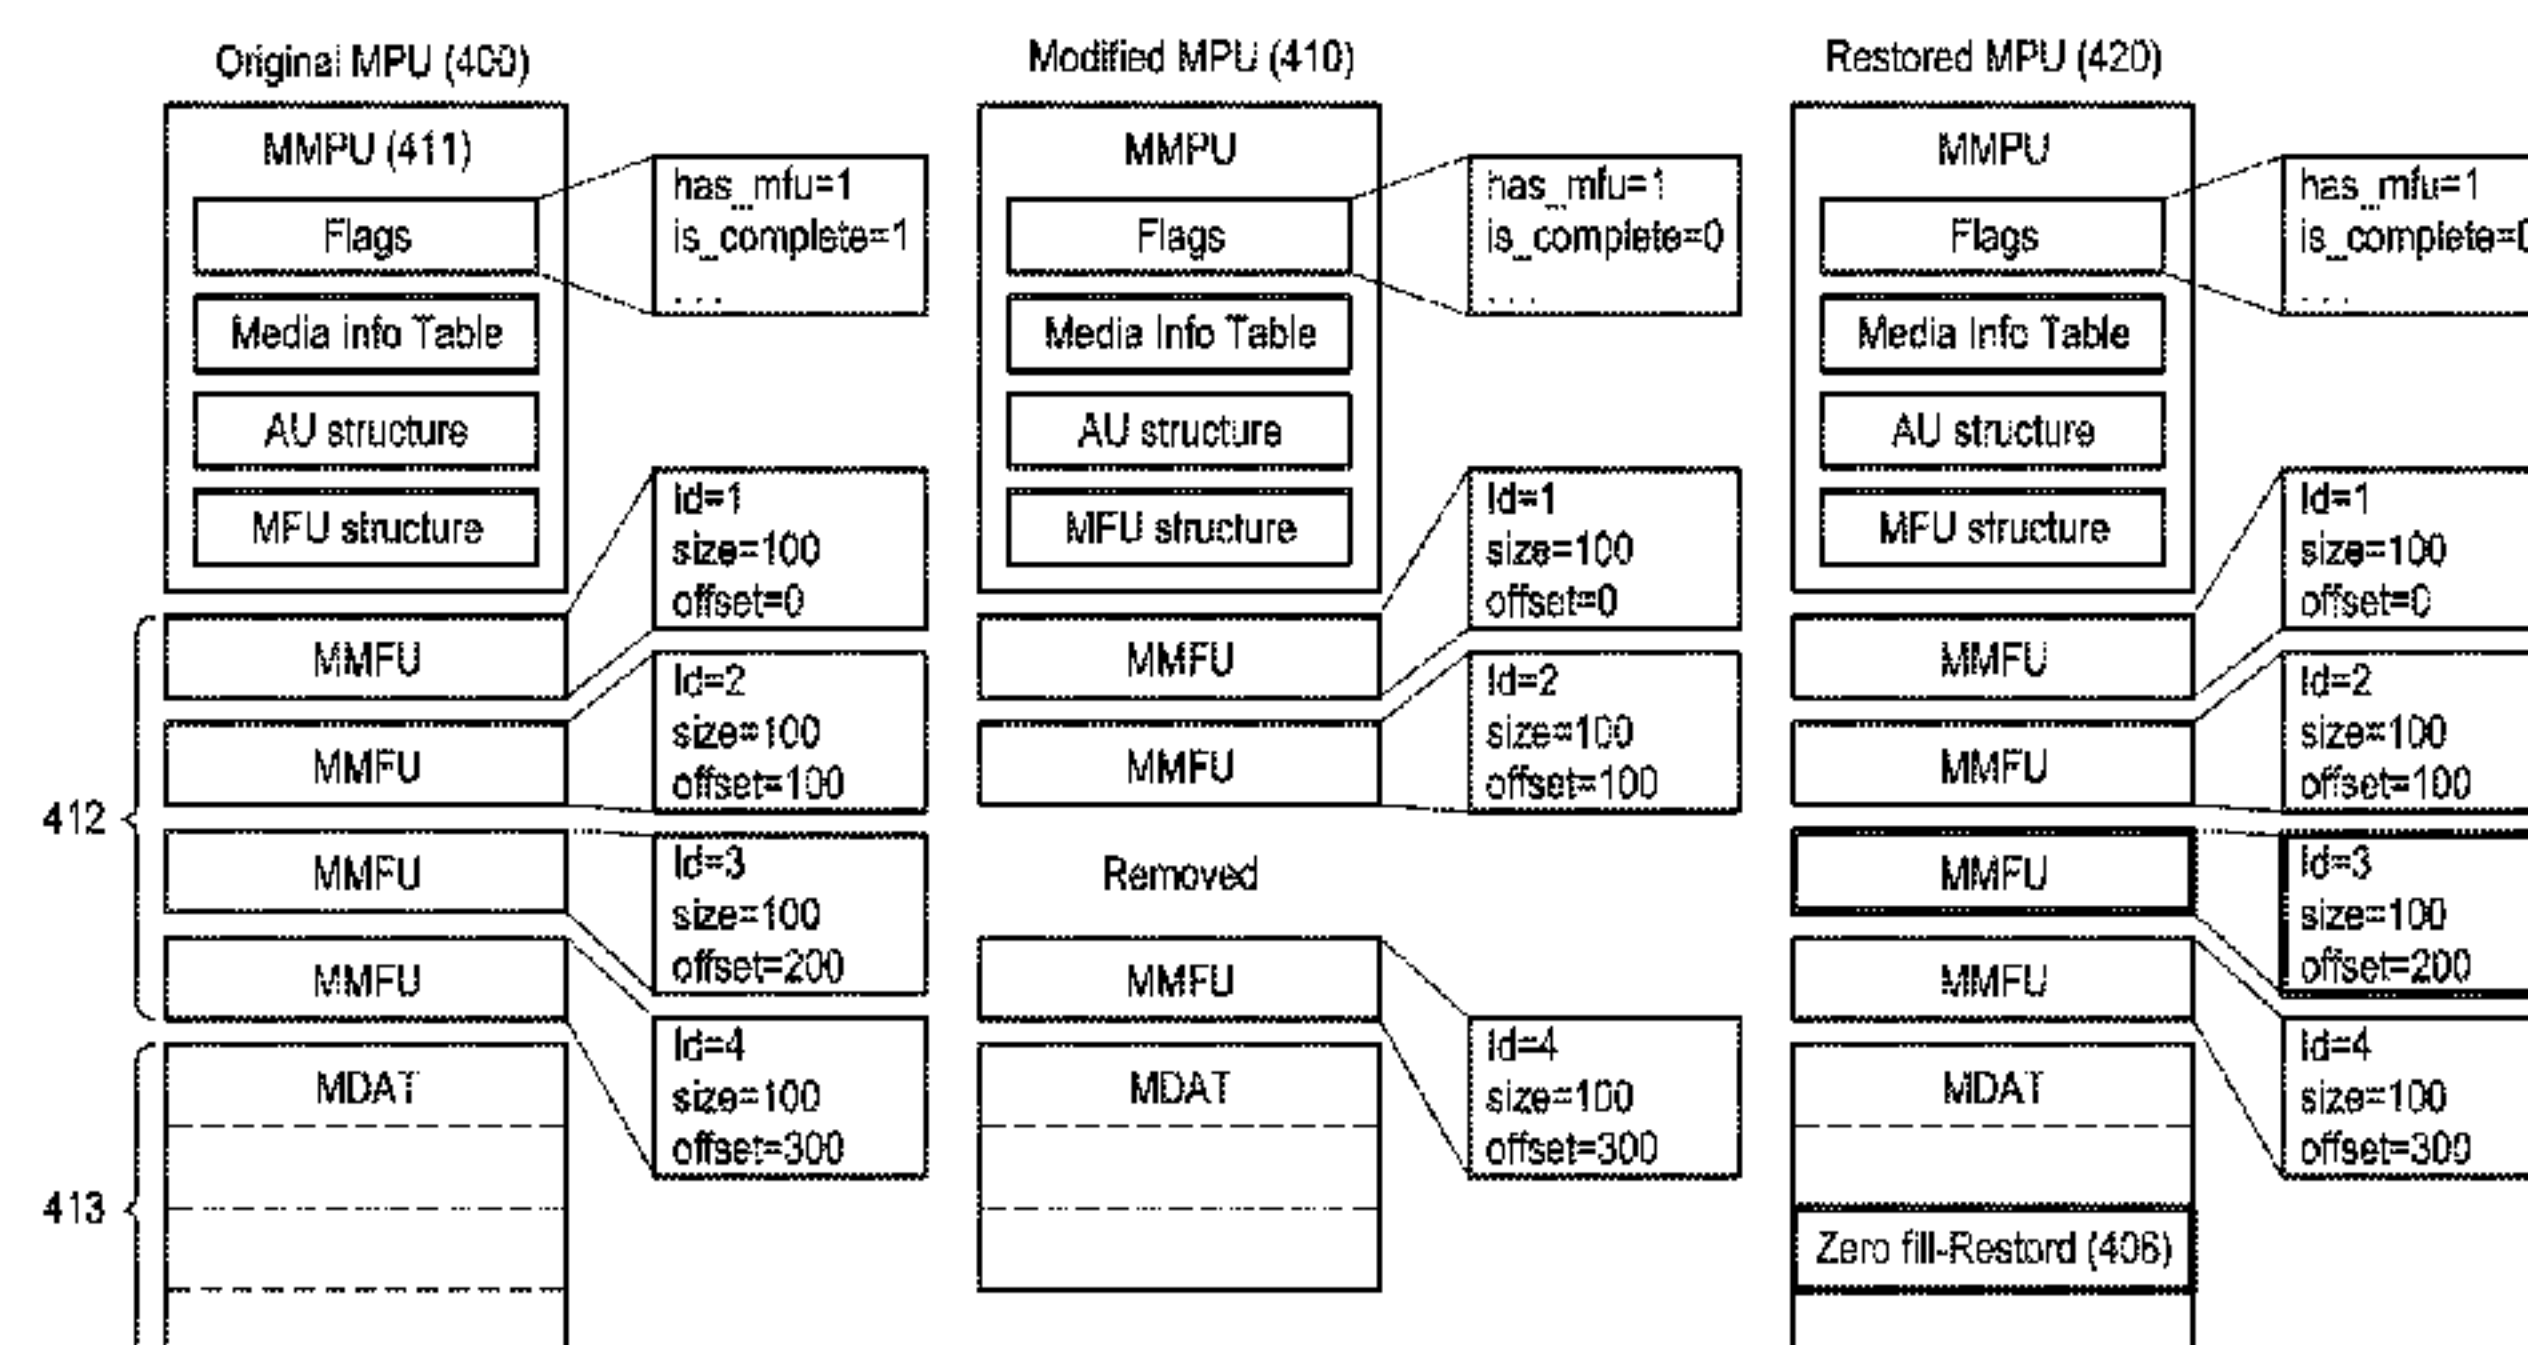 Original MPU (400)
MMPU (411)
Flags
Media info Table
AU structure
MFU structure
has_mfu=1
is_complete=1
...
412
MMFU
MMFU
MMFU
MMFU
Id=1
size=100
offset=0
Id=2
size=100
offset=100
Id=3
size=100
offset=200
Id=4
size=100
offset=300
413
MDAT
Modified MPU (410)
MMPU
Flags
Media Info Table
AU structure
MFU structure
has_mfu=1
is_complete=0
...
MMFU
MMFU
Removed
MMFU
Id=1
size=100
offset=0
Id=2
size=100
offset=100
Id=4
size=100
offset=300
MDAT
Restored MPU (420)
MMPU
Flags
Media Info Table
AU structure
MFU structure
has_mfu=1
is_complete=0
...
MMFU
MMFU
MMFU
MMFU
Id=1
size=100
offset=0
Id=2
size=100
offset=100
Id=3
size=100
offset=200
Id=4
size=100
offset=300
MDAT
Zero fill-Restord (406)